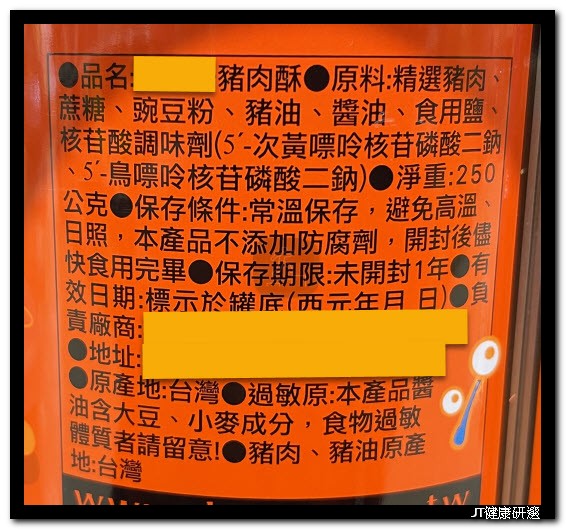 ●品名:豬肉酥●原料:精選豬肉、
蔗糖、豌豆粉、豬油、醬油、食用鹽、
核苷酸調味劑(5´-次黃嘌呤核苷磷酸二鈉
、5´-鳥嘌呤核苷磷酸二鈉)●淨重:250
公克●保存條件:常溫保存，避免高溫、
日照，本產品不添加防腐劑，開封後儘
快食用完畢●保存期限:未開封1年●有
效日期:標示於罐底(西元年月 日)●負
責廠商:
●地址:
●原產地:台灣●過敏原:本產品醬
油含大豆、小麥成分，食物過敏
體質者請留意!●豬肉、豬油原產
地:台灣
JT健康研選